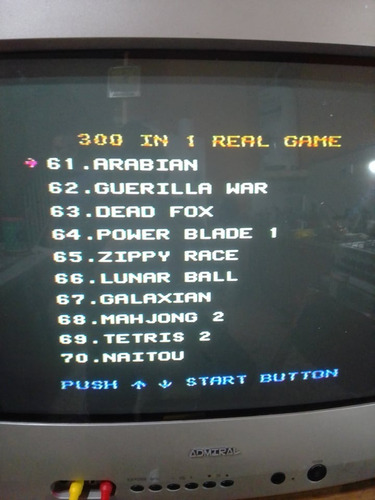 300 IN 1 REAL GAME
61.ARABIAN
62.GUERILLA WAR
63.DEAD FOX
64.POWER BLADE 1
65.ZIPPY RACE
66.LUNAR BALL
67.GALAXIAN
68.MAHJONG 2
69.TETRIS 2
70.NAITOU
PUSH ↑ ↓ START BUTTON
ADMIRAL